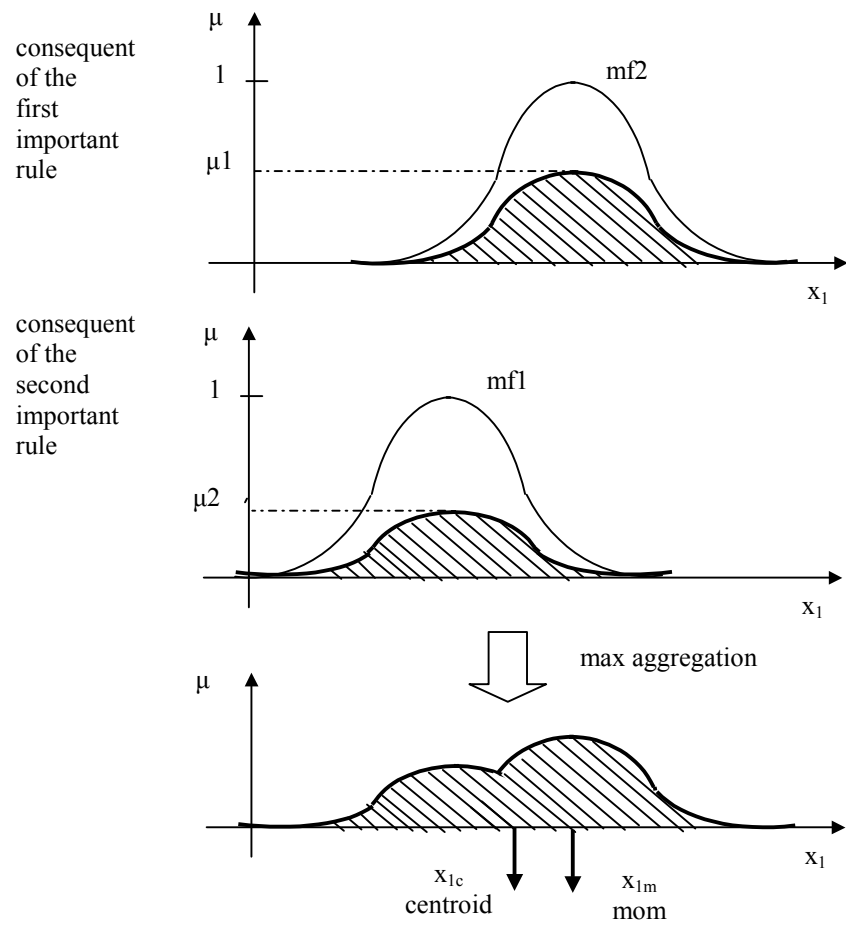 consequent
of the
first
important
rule
μ
1
mf2
μ1
x₁
consequent
of the
second
important
rule
μ
1
mf1
μ2
x₁
max aggregation
μ
x₁
x₁c
centroid
x₁m
mom